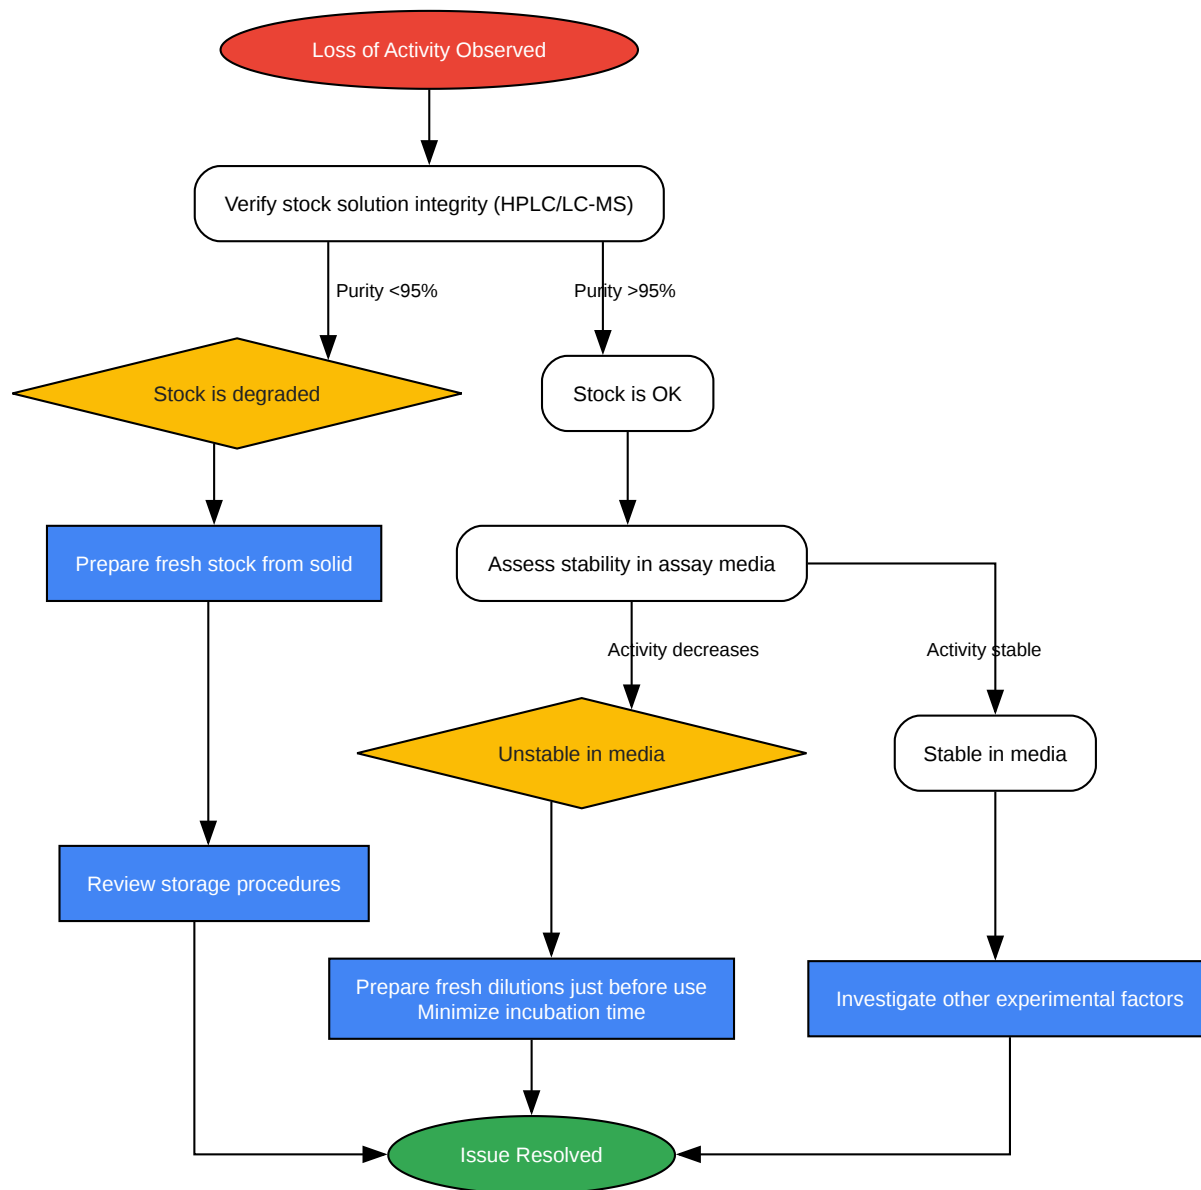 Loss of Activity Observed
Verify stock solution integrity (HPLC/LC-MS)
Purity <95%
Purity >95%
Stock is degraded
Stock is OK
Prepare fresh stock from solid
Assess stability in assay media
Activity decreases
Activity stable
Unstable in media
Stable in media
Review storage procedures
Prepare fresh dilutions just before use
Minimize incubation time
Investigate other experimental factors
Issue Resolved